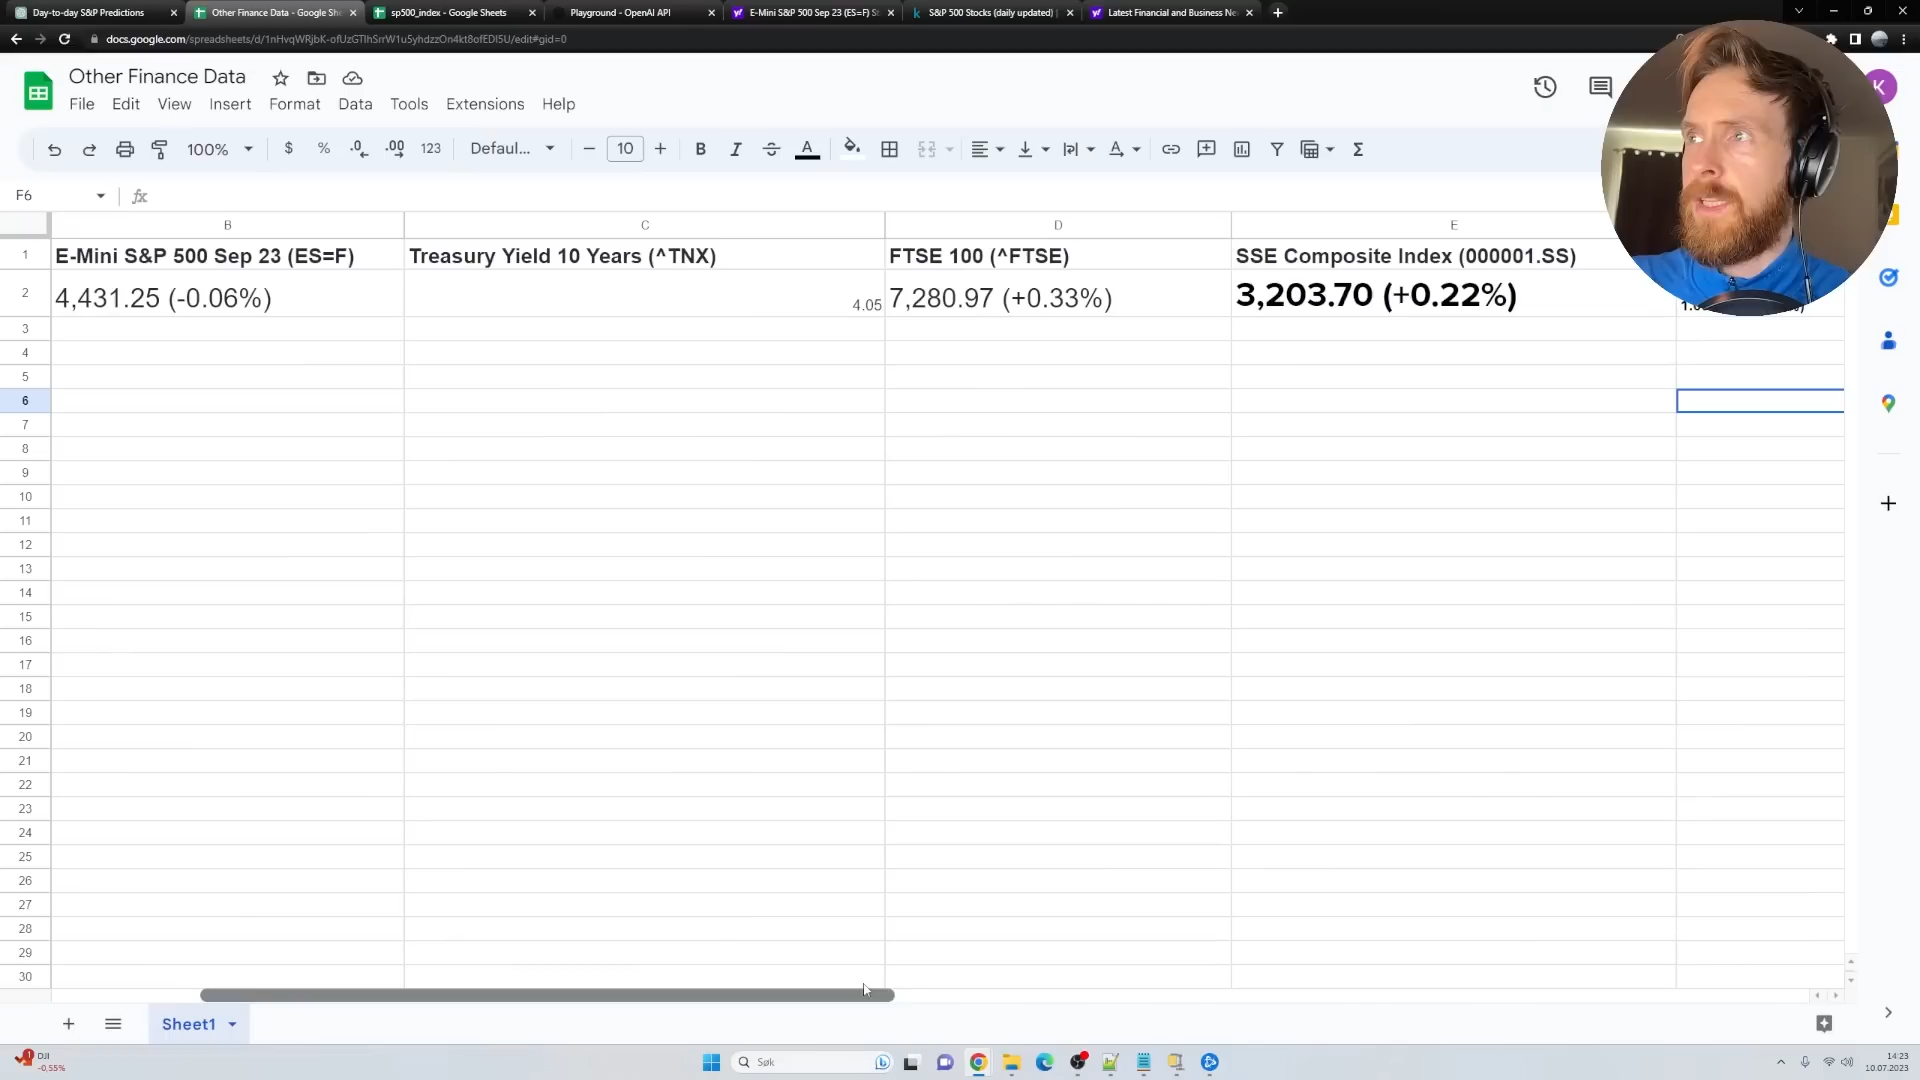 Day-to-day S&P Predictions
Other Finance Data - Google She
sp500_index - Google Sheets
Playground - OpenAI API
E-Mini S&P 500 Sep 23 (ES=F) St
S&P 500 Stocks (daily updated) |
Latest Financial and Business Ne
docs.google.com/spreadsheets/d/1nHvqWRjbK-ofUzGTlhSrrW1u5yhdzzOn4kt8ofEDI5U/edit#gid=0
Other Finance Data
File Edit View Insert Format Data Tools Extensions Help
K
100% $ % .0 .00 123 Defaul... 10 B I A
F6
fx
B C D E
1 E-Mini S&P 500 Sep 23 (ES=F) Treasury Yield 10 Years (^TNX) FTSE 100 (^FTSE) SSE Composite Index (000001.SS)
2 4,431.25 (-0.06%) 4.05 7,280.97 (+0.33%) 3,203.70 (+0.22%)
3
4
5
6
7
8
9
10
11
12
13
14
15
16
17
18
19
20
21
22
23
24
25
26
27
28
29
30
Sheet1
DJI
-0,55%
Søk
14:23
10.07.2023